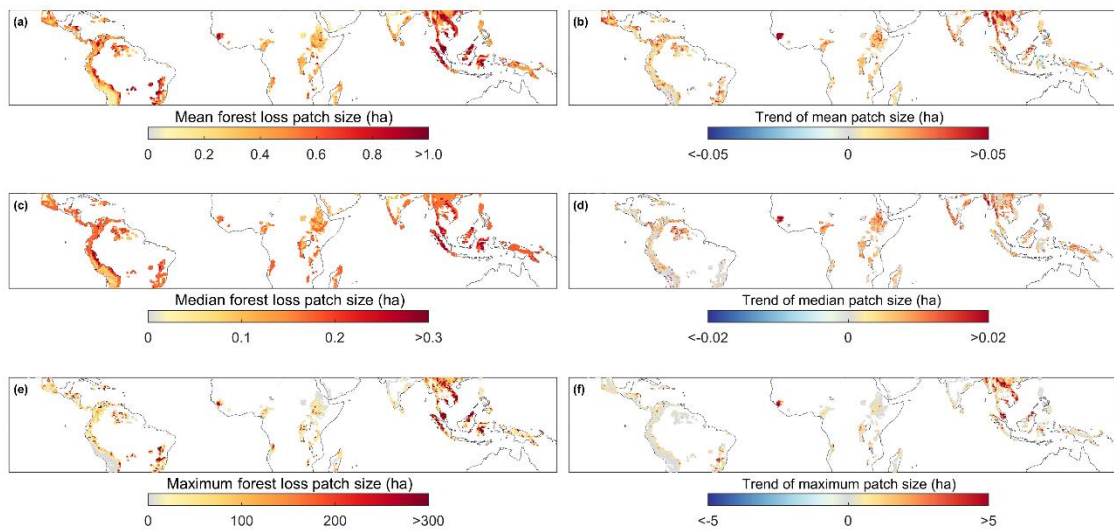 (a)
(b)
Mean forest loss patch size (ha)
0 0.2 0.4 0.6 0.8 >1.0
Trend of mean patch size (ha)
<-0.05 0 >0.05
(c)
(d)
Median forest loss patch size (ha)
0 0.1 0.2 >0.3
Trend of median patch size (ha)
<-0.02 0 >0.02
(e)
(f)
Maximum forest loss patch size (ha)
0 100 200 >300
Trend of maximum patch size (ha)
<-5 0 >5